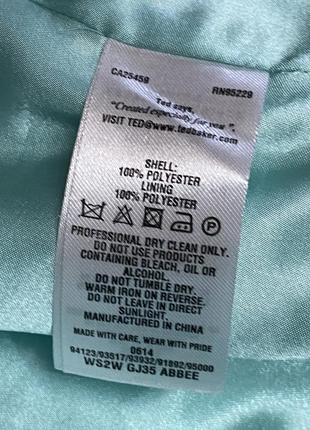 CA25459 RN95229
Ted says,
"Created especially for you".
VISIT TED@www.tedbaker.com
SHELL:
100% POLYESTER
LINING
100% POLYESTER
P
PROFESSIONAL DRY CLEAN ONLY.
DO NOT USE PRODUCTS
CONTAINING BLEACH, OIL OR
ALCOHOL.
DO NOT TUMBLE DRY.
WARM IRON ON REVERSE.
DO NOT LEAVE IN DIRECT
SUNLIGHT.
MANUFACTURED IN CHINA
MADE WITH CARE, WEAR WITH PRIDE
0614
94123/93817/93932/91892/95000
WS2W GJ35 ABBEE